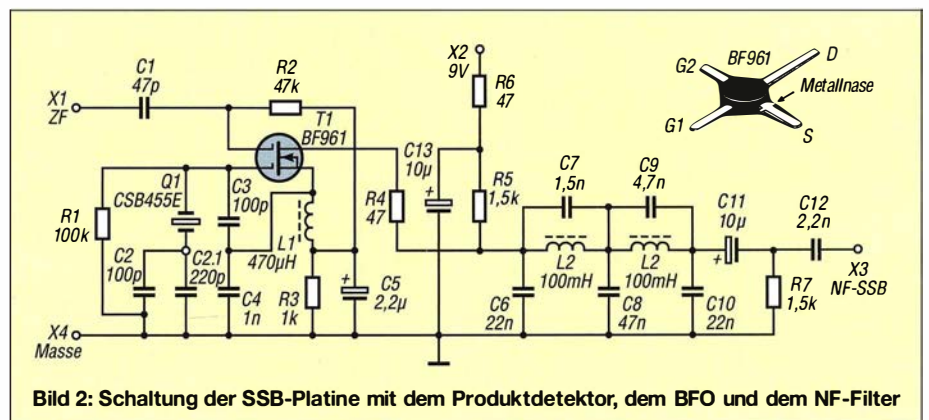 C1
47p
X1
ZF
R2
47k
T1
BF961
X2
9V
R6
47
G2
BF961
D
Metallnase
G1
S
Q1
CSB455E
C3
100p
R1
100k
C2
100p
C2.1
220p
L1
470µH
C4
1n
R3
1k
C5
2,2µ
+
R4
47
C13
10µ
+
R5
1,5k
C7
1,5n
C9
4,7n
C11
10µ
+
C12
2,2n
X3
NF-SSB
L2
100mH
L2
100mH
C6
22n
C8
47n
C10
22n
R7
1,5k
X4
Masse
Bild 2: Schaltung der SSB-Platine mit dem Produktdetektor, dem BFO und dem NF-Filter